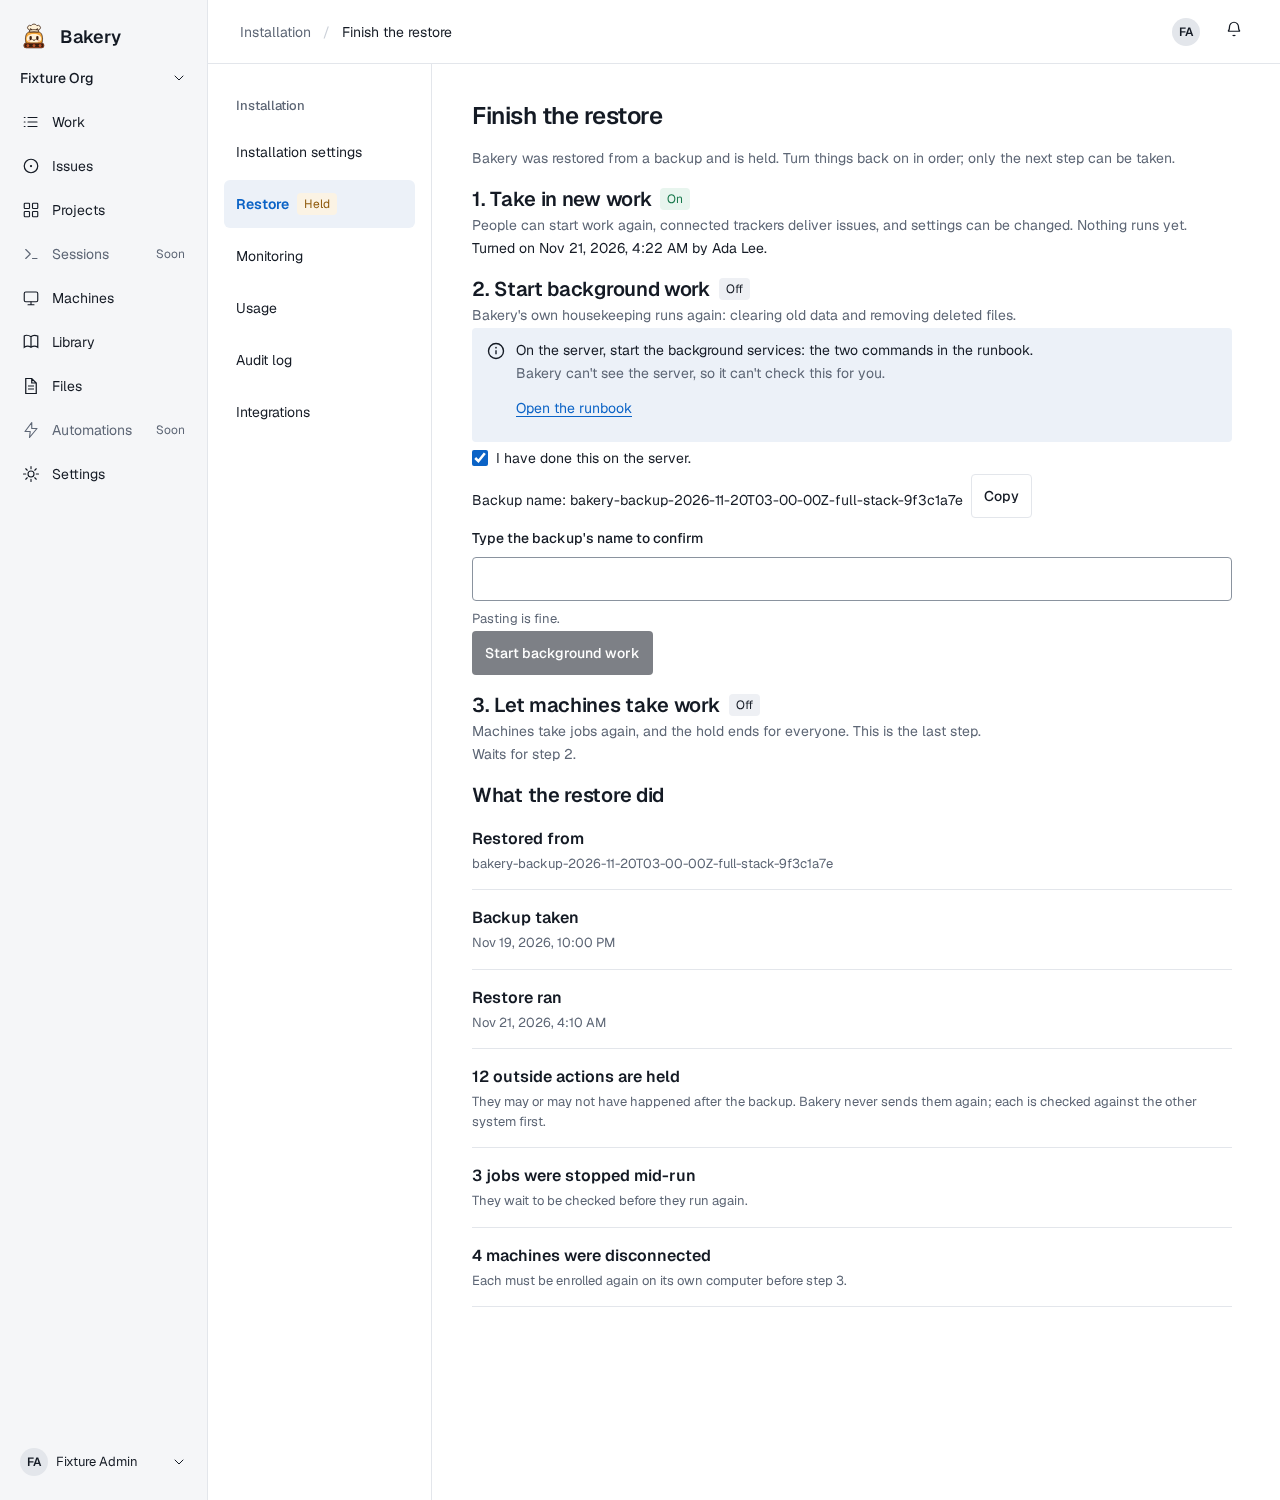 Bakery
Fixture Org
Work
Issues
Projects
Sessions Soon
Machines
Library
Files
Automations Soon
Settings
FA Fixture Admin
Installation / Finish the restore
FA
Installation
Installation settings
Restore Held
Monitoring
Usage
Audit log
Integrations
Finish the restore
Bakery was restored from a backup and is held. Turn things back on in order; only the next step can be taken.
1. Take in new work On
People can start work again, connected trackers deliver issues, and settings can be changed. Nothing runs yet.
Turned on Nov 21, 2026, 4:22 AM by Ada Lee.
2. Start background work Off
Bakery's own housekeeping runs again: clearing old data and removing deleted files.
On the server, start the background services: the two commands in the runbook.
Bakery can't see the server, so it can't check this for you.
Open the runbook
I have done this on the server.
Backup name: bakery-backup-2026-11-20T03-00-00Z-full-stack-9f3c1a7e Copy
Type the backup's name to confirm
Pasting is fine.
Start background work
3. Let machines take work Off
Machines take jobs again, and the hold ends for everyone. This is the last step.
Waits for step 2.
What the restore did
Restored from
bakery-backup-2026-11-20T03-00-00Z-full-stack-9f3c1a7e
Backup taken
Nov 19, 2026, 10:00 PM
Restore ran
Nov 21, 2026, 4:10 AM
12 outside actions are held
They may or may not have happened after the backup. Bakery never sends them again; each is checked against the other
system first.
3 jobs were stopped mid-run
They wait to be checked before they run again.
4 machines were disconnected
Each must be enrolled again on its own computer before step 3.